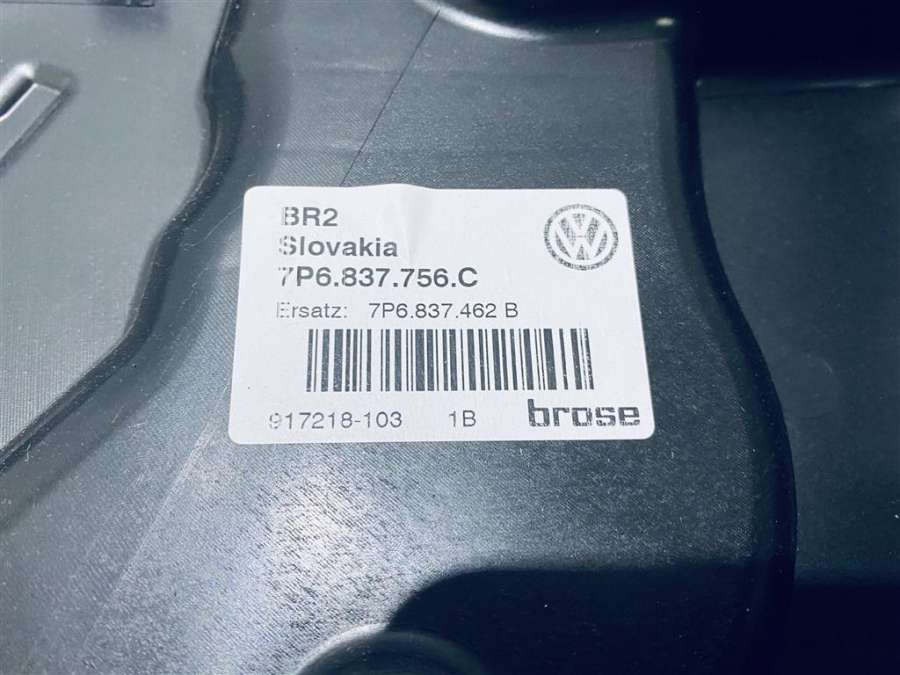 BR2
Slovakia
7P6.837.756.C
Ersatz: 7P6.837.462 B
917218-103 1B brose